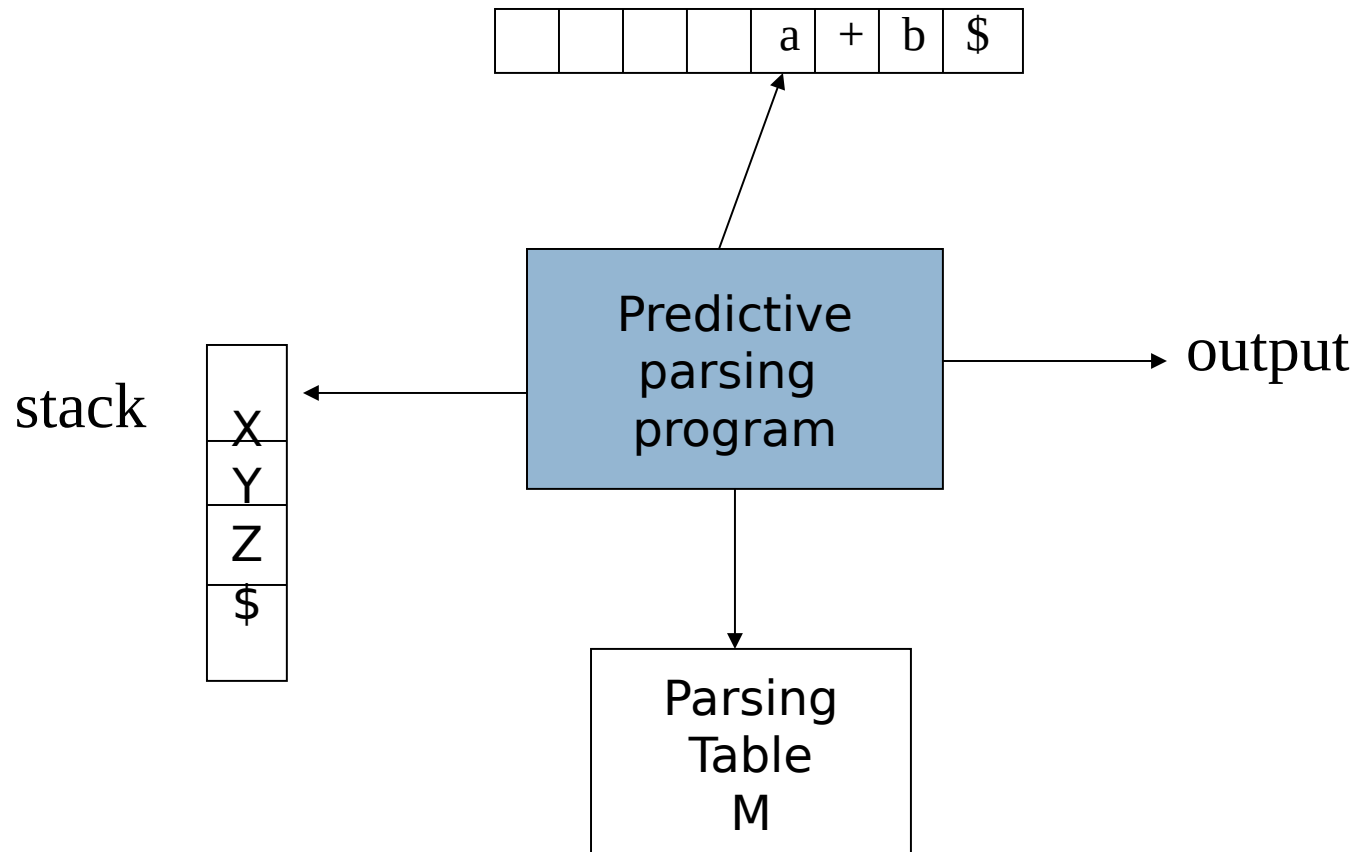 a + b $
Predictive
parsing
program
output
stack
X
Y
Z
$
Parsing
Table
M